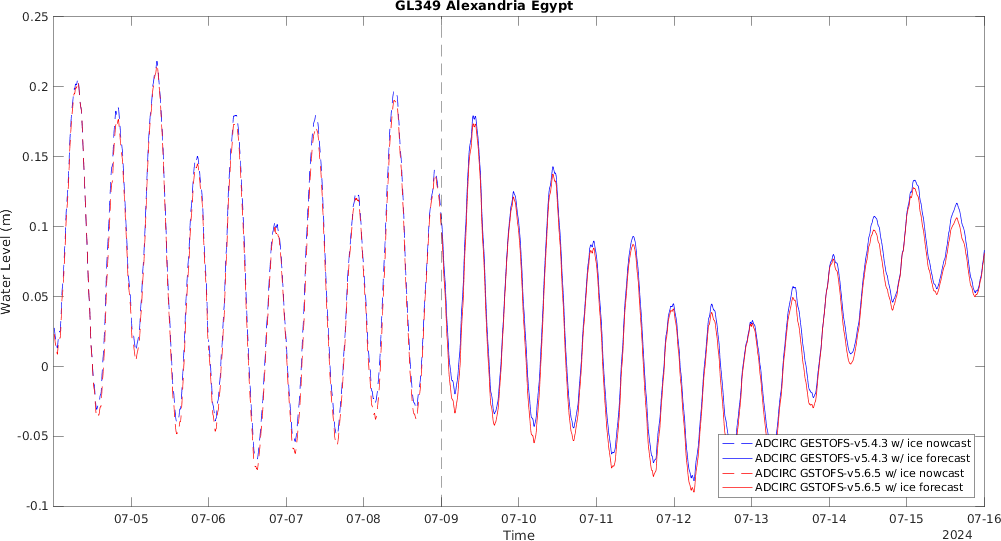 GL349 Alexandria Egypt
0.25
0.2
0.15
0.1
0.05
0
-0.05
-0.1
Water Level (m)
ADCIRC GESTOFS-v5.4.3 w/ ice nowcast
ADCIRC GESTOFS-v5.4.3 w/ ice forecast
ADCIRC GSTOFS-v5.6.5 w/ ice nowcast
ADCIRC GSTOFS-v5.6.5 w/ ice forecast
07-05 07-06 07-07 07-08 07-09 07-10 07-11 07-12 07-13 07-14 07-15 07-16
Time
2024